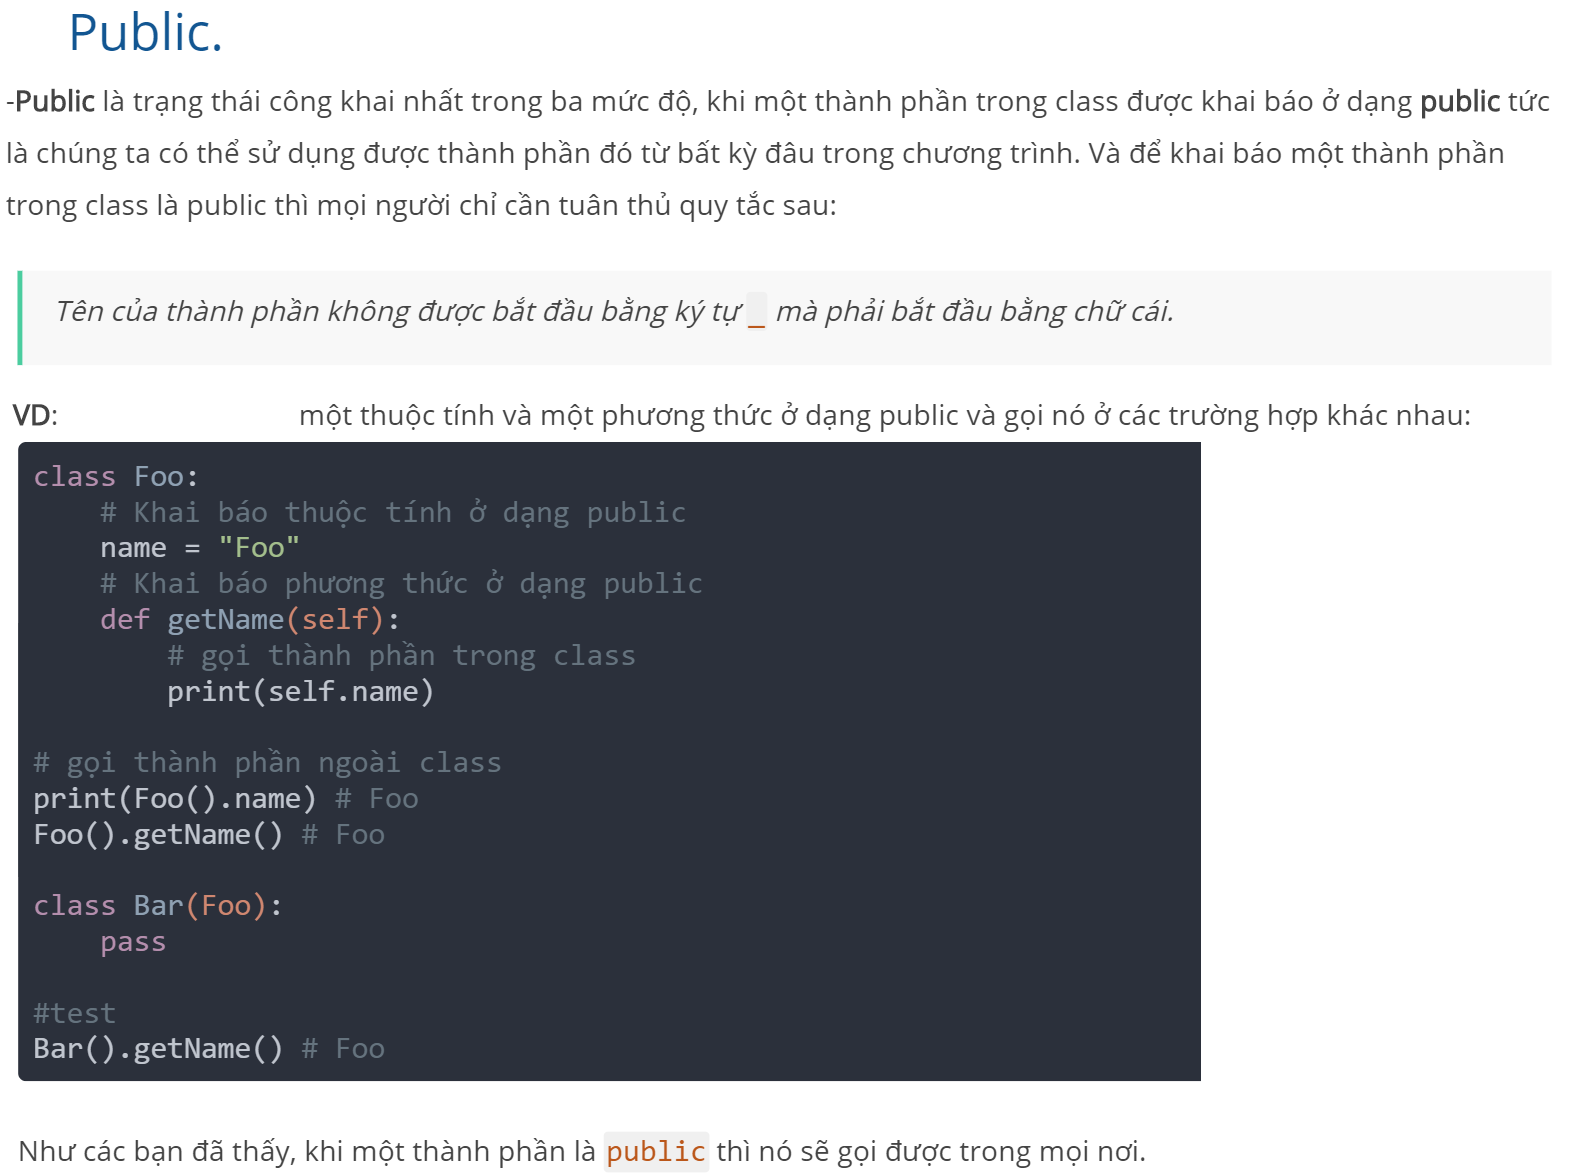 Public.
-Public là trạng thái công khai nhất trong ba mức độ, khi một thành phần trong class được khai báo ở dạng public tức
là chúng ta có thể sử dụng được thành phần đó từ bất kỳ đâu trong chương trình. Và để khai báo một thành phần
trong class là public thì mọi người chỉ cần tuân thủ quy tắc sau:
Tên của thành phần không được bắt đầu bằng ký tự _ mà phải bắt đầu bằng chữ cái.
VD: một thuộc tính và một phương thức ở dạng public và gọi nó ở các trường hợp khác nhau:
class Foo:
    # Khai báo thuộc tính ở dạng public
    name = "Foo"
    # Khai báo phương thức ở dạng public
    def getName(self):
        # gọi thành phần trong class
        print(self.name)
# gọi thành phần ngoài class
print(Foo().name) # Foo
Foo().getName() # Foo
class Bar(Foo):
    pass
#test
Bar().getName() # Foo
Như các bạn đã thấy, khi một thành phần là public thì nó sẽ gọi được trong mọi nơi.